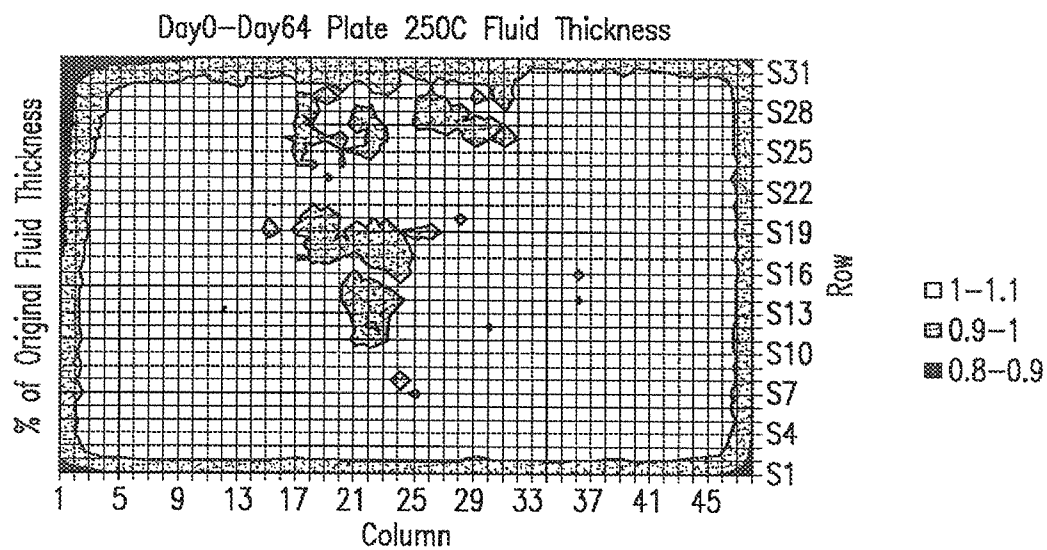 Day0-Day64 Plate 250C Fluid Thickness
% of Original Fluid Thickness
S31
S28
S25
S22
S19
S16
S13
S10
S7
S4
S1
Row
1-1.1
0.9-1
0.8-0.9
1 5 9 13 17 21 25 29 33 37 41 45
Column